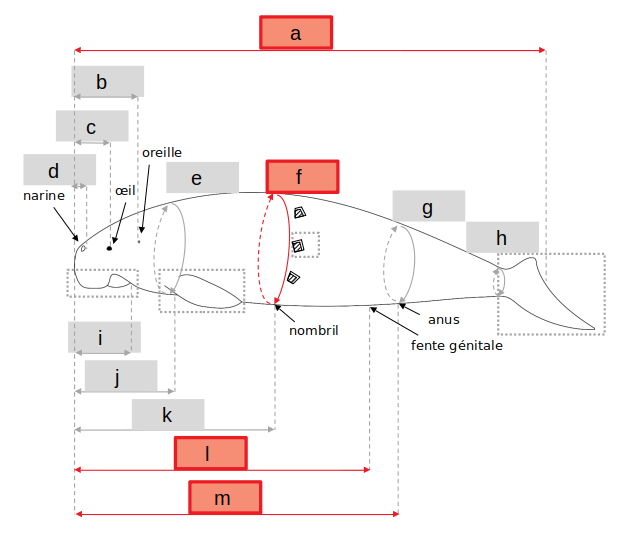 a
b
c
oreille
d
e
f
narine
œil
g
h
nombril
anus
fente génitale
i
j
k
l
m